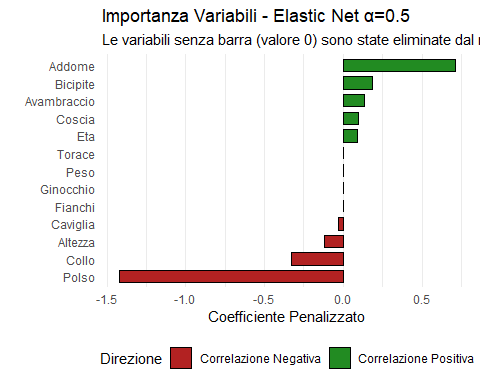 Importanza Variabili - Elastic Net α=0.5
Le variabili senza barra (valore 0) sono state eliminate dal
Addome
Bicipite
Avambraccio
Coscia
Eta
Torace
Peso
Ginocchio
Fianchi
Caviglia
Altezza
Collo
Polso
-1.5 -1.0 -0.5 0.0 0.5
Coefficiente Penalizzato
Direzione Correlazione Negativa Correlazione Positiva